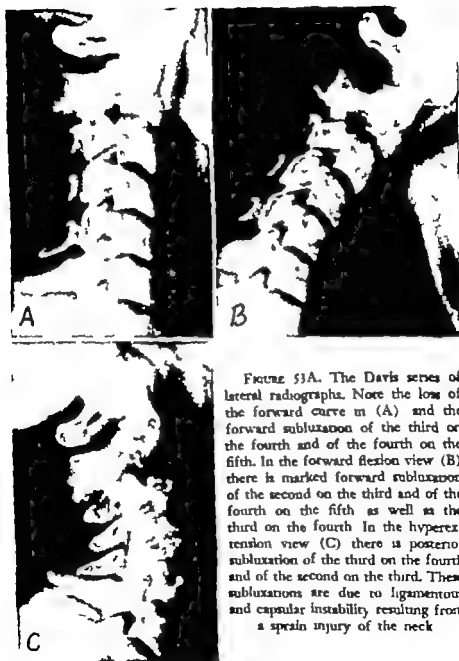 A
B
C
FIGURE 53A. The Davis series of
lateral radiographs. Note the loss of
the forward curve in (A) and the
forward subluxation of the third on
the fourth and of the fourth on the
fifth. In the forward flexion view (B)
there is marked forward subluxation
of the second on the third and of the
fourth on the fifth as well as the
third on the fourth In the hyperex
tension view (C) there is posterio
subluxation of the third on the fourth
and of the second on the third. These
subluxations are due to ligamentou
and capsular instability resulting from
a sprain injury of the neck